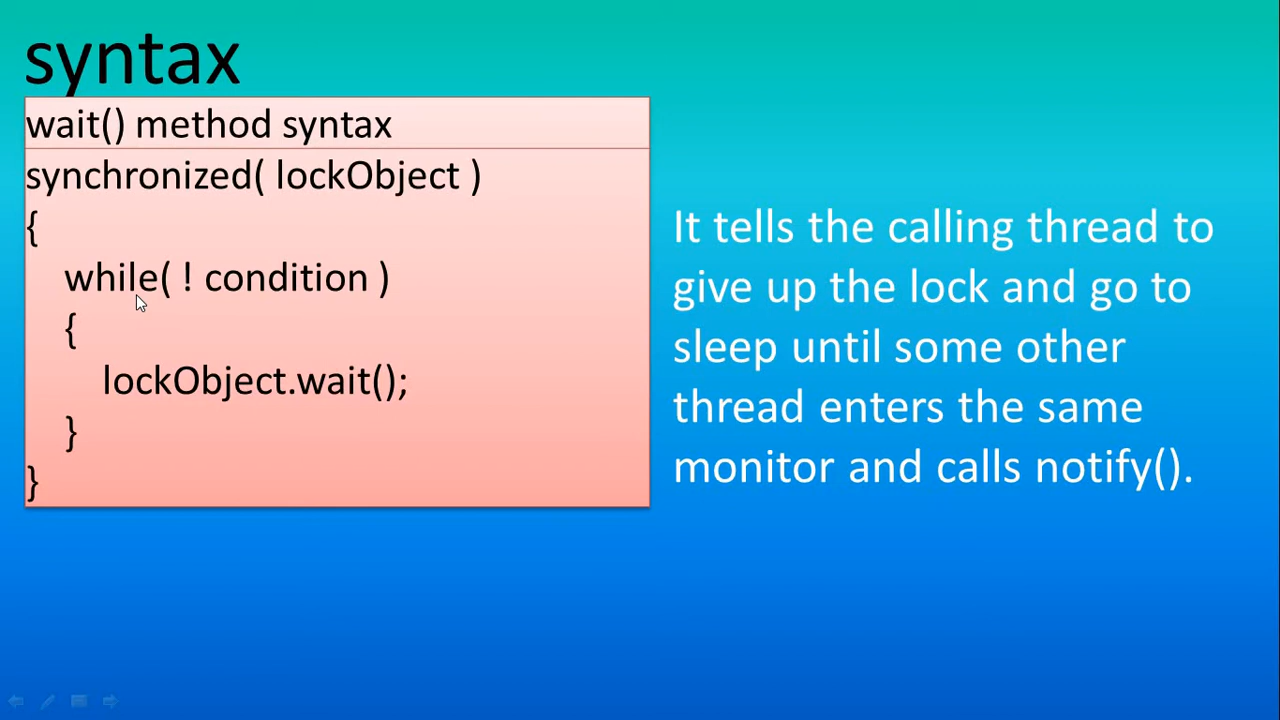 syntax
wait() method syntax
synchronized( lockObject )
{
while( ! condition )
{
lockObject.wait();
}
}
It tells the calling thread to
give up the lock and go to
sleep until some other
thread enters the same
monitor and calls notify().